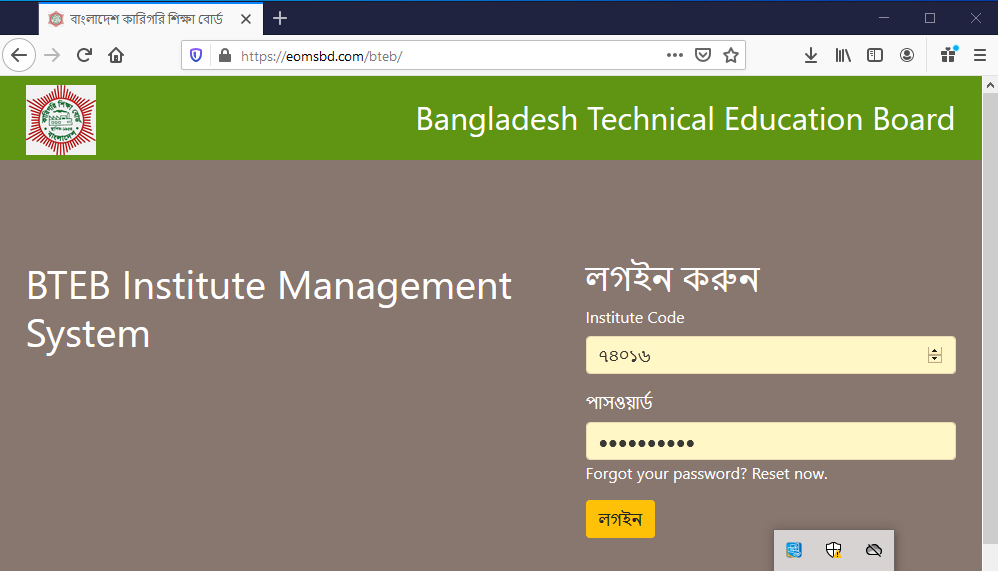 বাংলাদেশ কারিগরি শিক্ষা বোর্ড
https://eomsbd.com/bteb/
Bangladesh Technical Education Board
BTEB Institute Management
System
লগইন করুন
Institute Code
৭৪০১৬
পাসওয়ার্ড
Forgot your password? Reset now.
লগইন